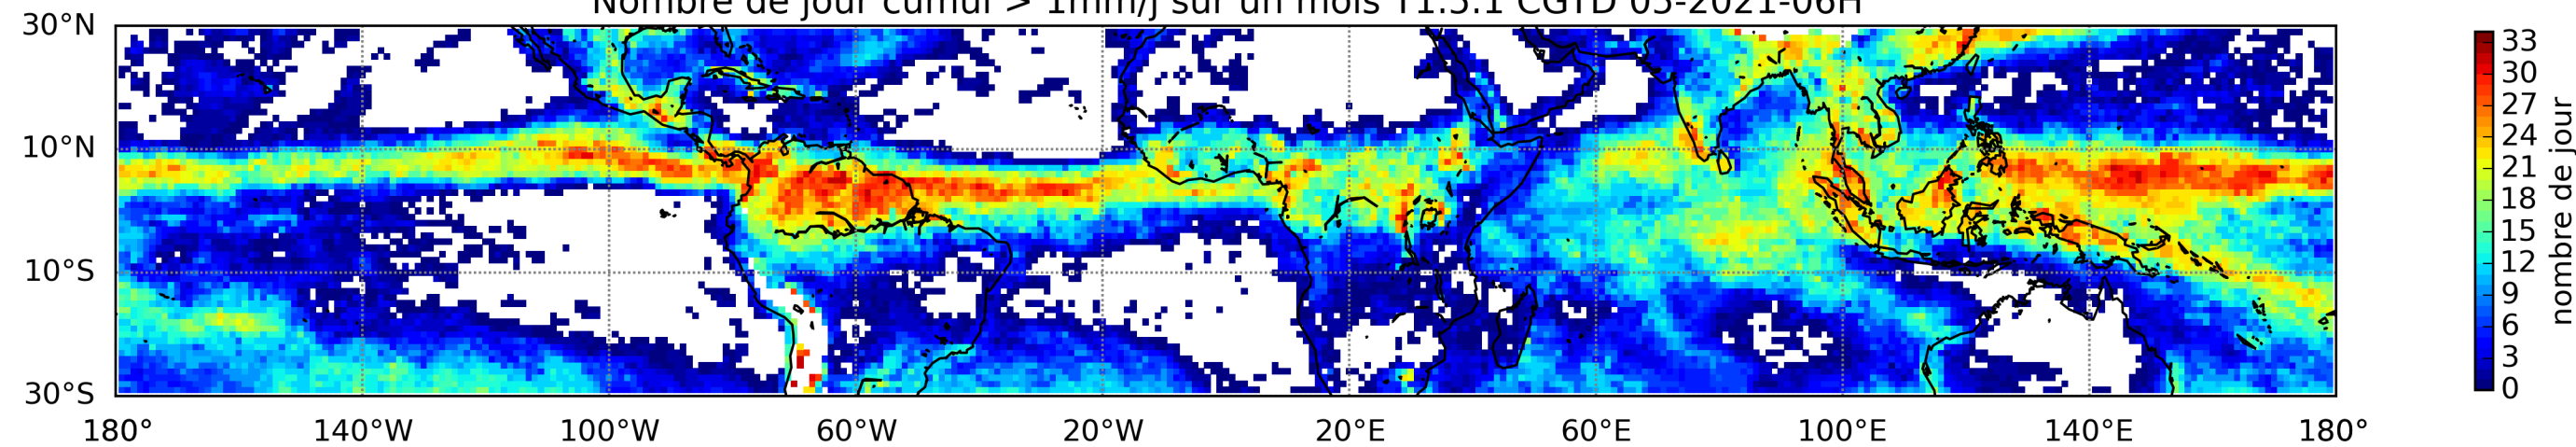 Nombre de jour cumul > 1mm/j sur un mois T1.5.1 CGTD 05-2021-06H
30°N
10°N
10°S
30°S
180° 140°W 100°W 60°W 20°W 20°E 60°E 100°E 140°E 180°
33
30
27
24
21
18
15
12
9
6
3
0
nombre de jour